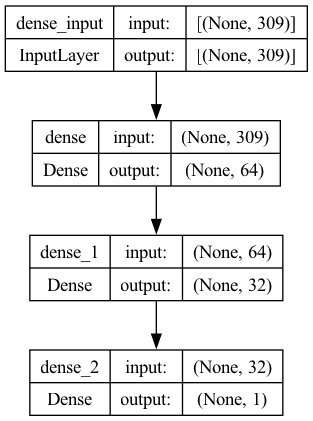 dense_input input: [(None, 309)]
InputLayer output: [(None, 309)]
dense input: (None, 309)
Dense output: (None, 64)
dense_1 input: (None, 64)
Dense output: (None, 32)
dense_2 input: (None, 32)
Dense output: (None, 1)